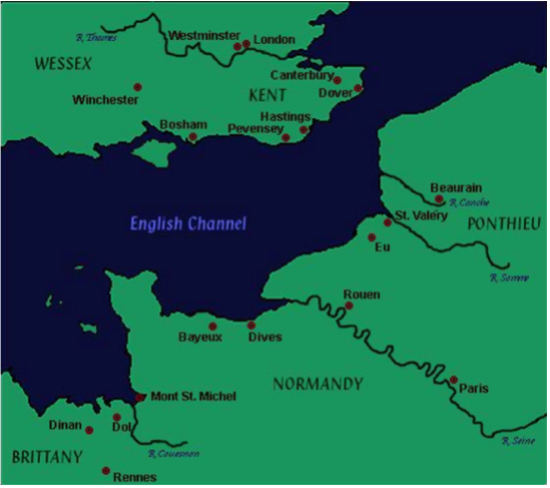 R, Thames
Westminster
London
WESSEX
Canterbury
Winchester
KENT
Dover
Hastings
Bosham
Pevensey
Beaurain
R, Canche
English Channel
St. Valery
PONTHIEU
Eu
R, Somme
Rouen
Bayeux
Dives
NORMANDY
Paris
Mont St. Michel
Dinan
Dol
R, Seine
BRITTANY
R, Couesnon
Rennes